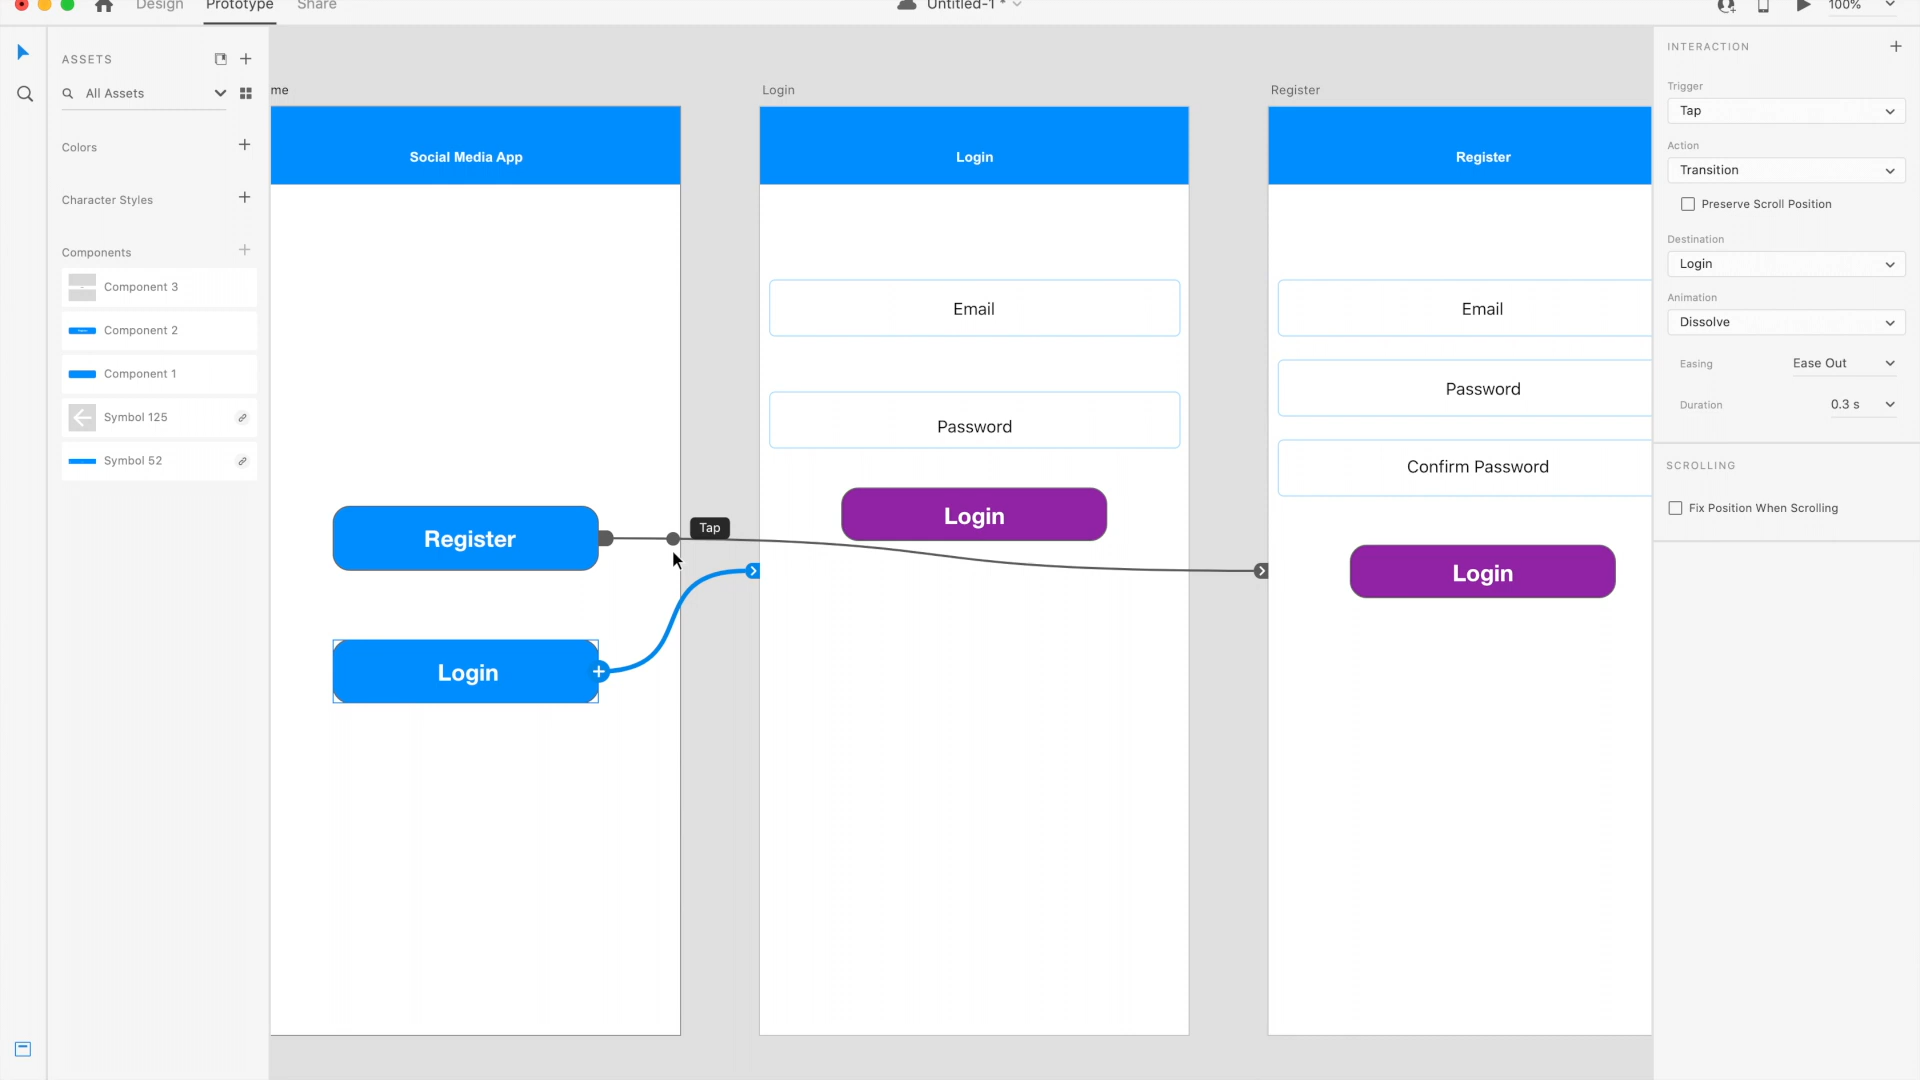 Design Prototype Share
Untitled-1 *
100%
ASSETS
All Assets
Colors
Character Styles
Components
Component 3
Component 2
Component 1
Symbol 125
Symbol 52
me
Social Media App
Register
Tap
Login
Login
Login
Email
Password
Login
Register
Register
Email
Password
Confirm Password
Login
INTERACTION
Trigger
Tap
Action
Transition
Preserve Scroll Position
Destination
Login
Animation
Dissolve
Easing Ease Out
Duration 0.3 s
SCROLLING
Fix Position When Scrolling